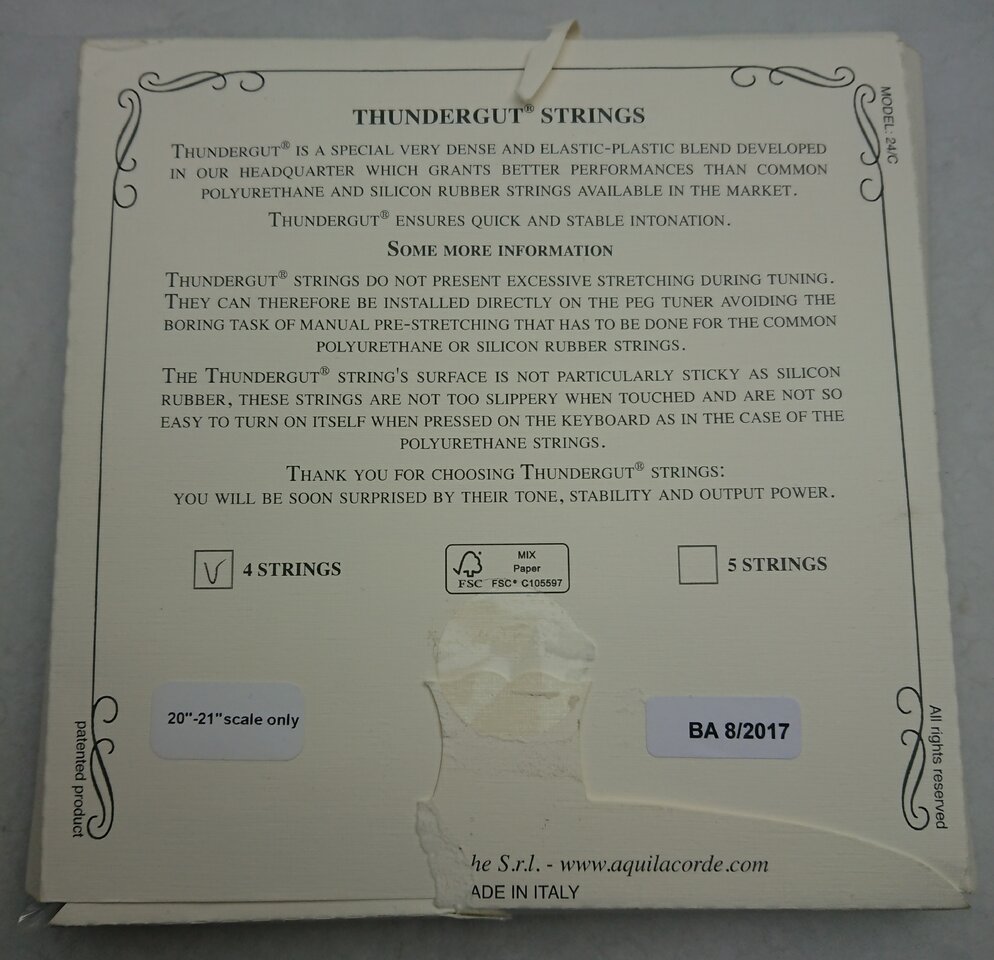 THUNDERGUT® STRINGS
MODEL: 24/C
THUNDERGUT® IS A SPECIAL VERY DENSE AND ELASTIC-PLASTIC BLEND DEVELOPED
IN OUR HEADQUARTER WHICH GRANTS BETTER PERFORMANCES THAN COMMON
POLYURETHANE AND SILICON RUBBER STRINGS AVAILABLE IN THE MARKET.
THUNDERGUT® ENSURES QUICK AND STABLE INTONATION.
SOME MORE INFORMATION
THUNDERGUT® STRINGS DO NOT PRESENT EXCESSIVE STRETCHING DURING TUNING.
THEY CAN THEREFORE BE INSTALLED DIRECTLY ON THE PEG TUNER AVOIDING THE
BORING TASK OF MANUAL PRE-STRETCHING THAT HAS TO BE DONE FOR THE COMMON
POLYURETHANE OR SILICON RUBBER STRINGS.
THE THUNDERGUT® STRING'S SURFACE IS NOT PARTICULARLY STICKY AS SILICON
RUBBER, THESE STRINGS ARE NOT TOO SLIPPERY WHEN TOUCHED AND ARE NOT SO
EASY TO TURN ON ITSELF WHEN PRESSED ON THE KEYBOARD AS IN THE CASE OF THE
POLYURETHANE STRINGS.
THANK YOU FOR CHOOSING THUNDERGUT® STRINGS:
YOU WILL BE SOON SURPRISED BY THEIR TONE, STABILITY AND OUTPUT POWER.
4 STRINGS
MIX
Paper
FSC FSC® C105597
5 STRINGS
20"-21"scale only
BA 8/2017
patented product
All rights reserved
he S.r.l. - www.aquilacorde.com
ADE IN ITALY